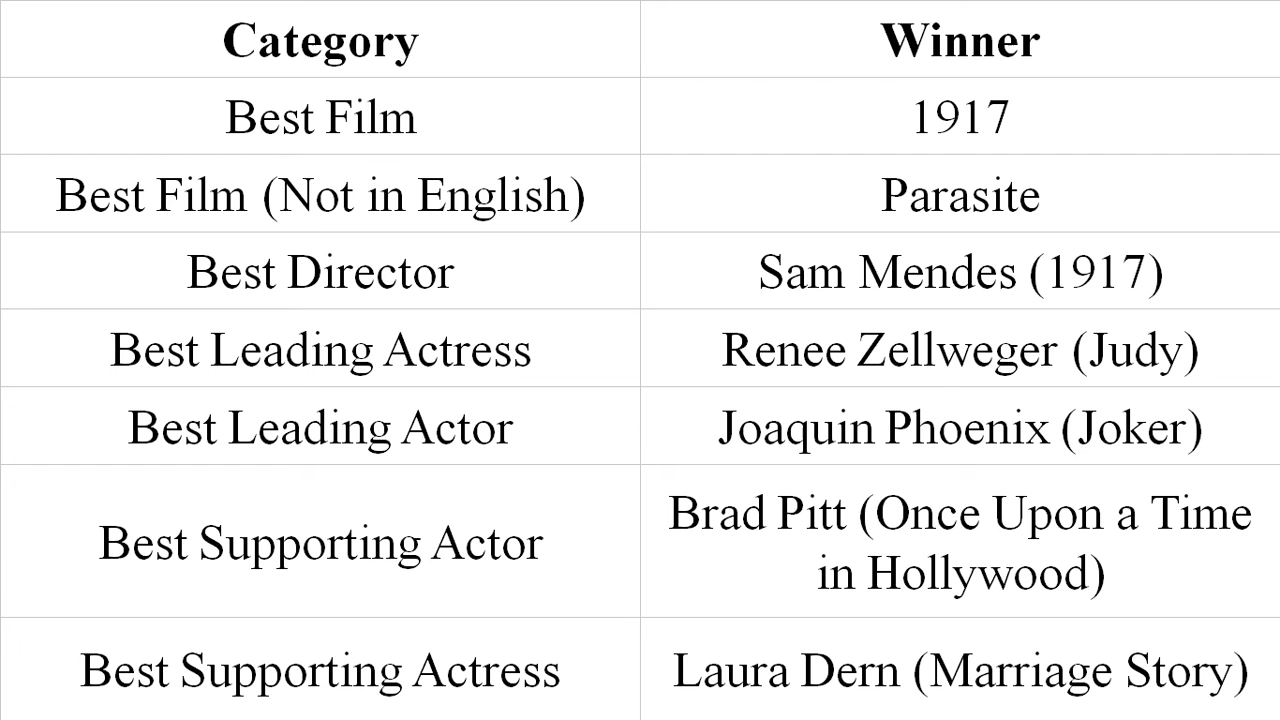 Category Winner
Best Film 1917
Best Film (Not in English) Parasite
Best Director Sam Mendes (1917)
Best Leading Actress Renee Zellweger (Judy)
Best Leading Actor Joaquin Phoenix (Joker)
Best Supporting Actor Brad Pitt (Once Upon a Time
in Hollywood)
Best Supporting Actress Laura Dern (Marriage Story)